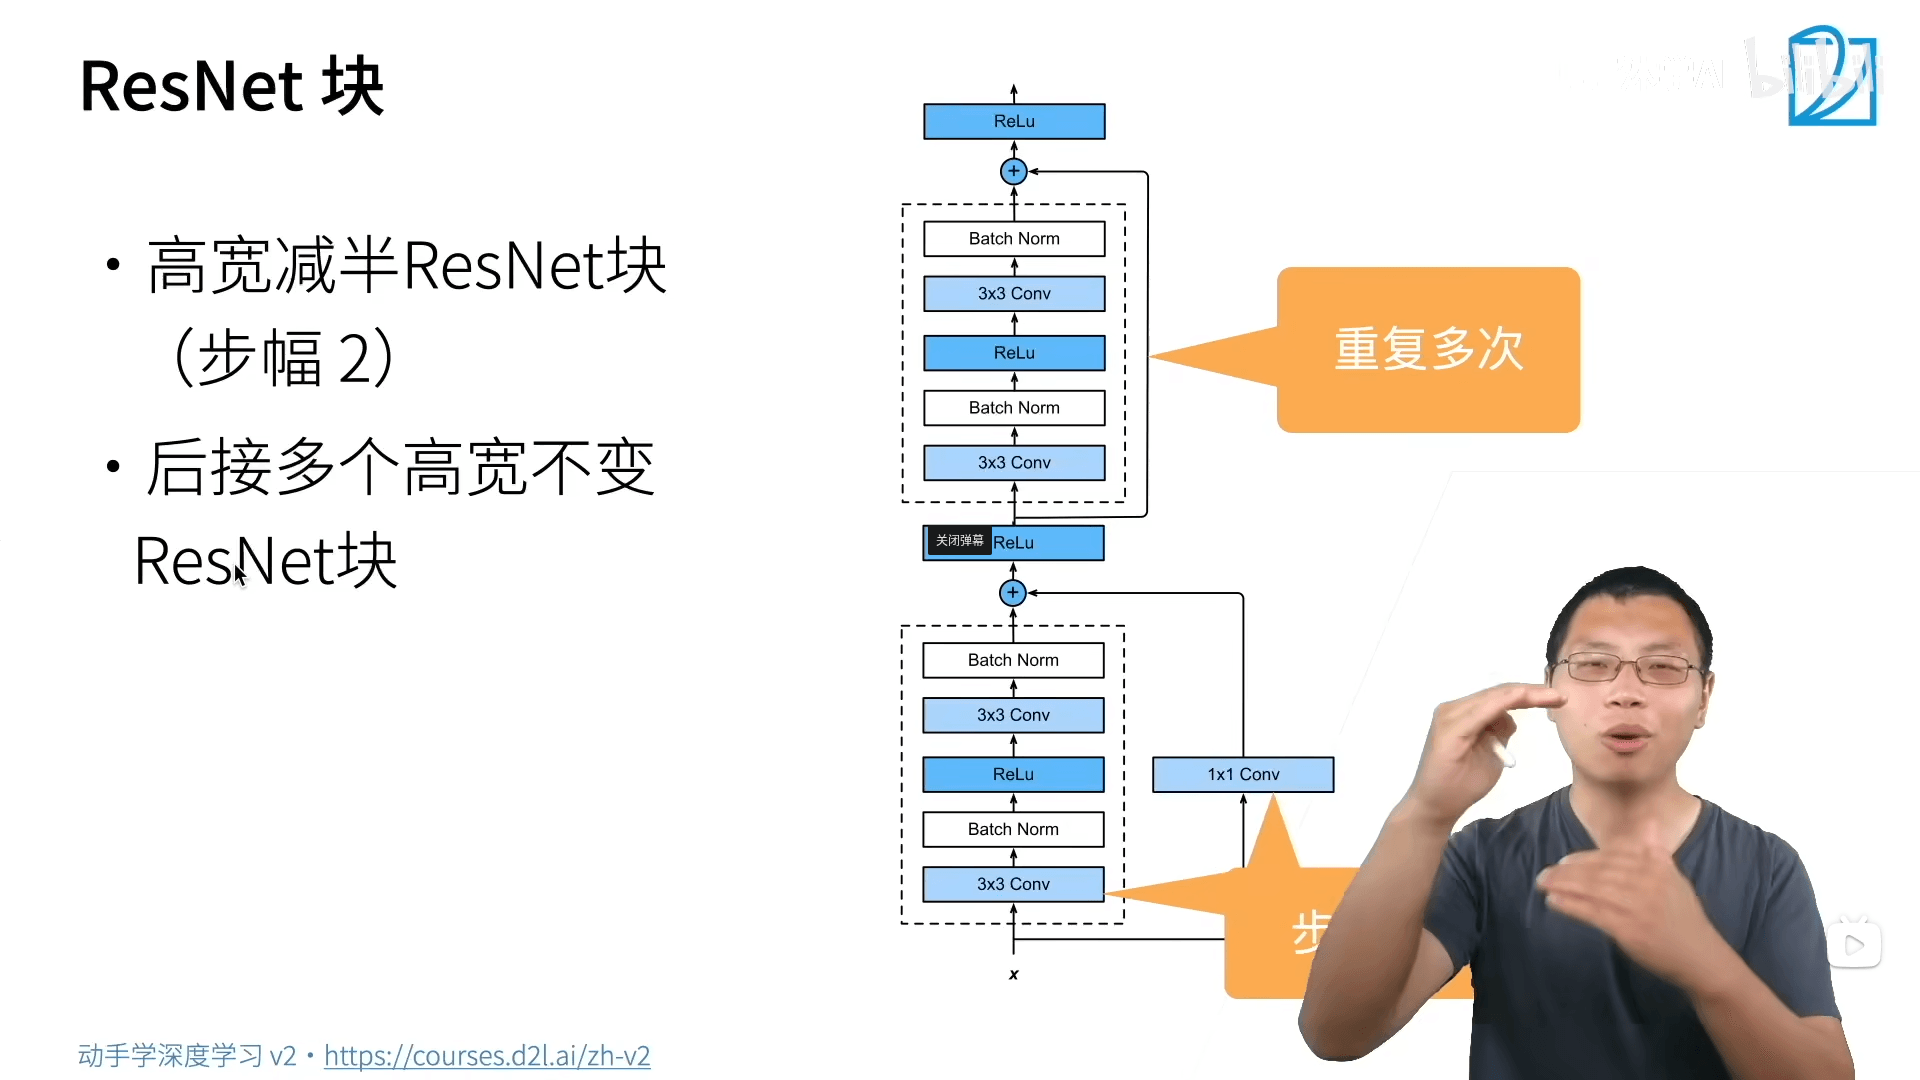 ResNet 块
• 高宽减半ResNet块
（步幅 2）
• 后接多个高宽不变
ResNet块
ReLu
+
Batch Norm
3x3 Conv
ReLu
Batch Norm
3x3 Conv
重复多次
关闭弹幕
ReLu
+
Batch Norm
3x3 Conv
ReLu
Batch Norm
3x3 Conv
1x1 Conv
步
x
动手学深度学习 v2 • https://courses.d2l.ai/zh-v2
bilibili